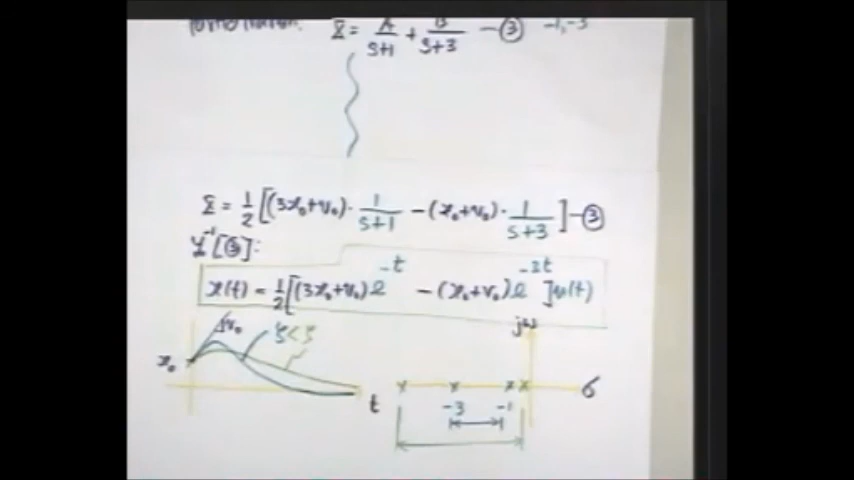 X = A/(s+1) + B/(s+3) — ③ -1, -3
X = 1/2 [(3x₀+v₀)· 1/(s+1) - (x₀+v₀)· 1/(s+3)] — ③
ℒ⁻¹[③]:
x(t) = 1/2 [(3x₀+v₀)e^-t - (x₀+v₀)e^-3t]u(t)
jω
v₀ ζ < ζ
x₀
t -3 -1 σ